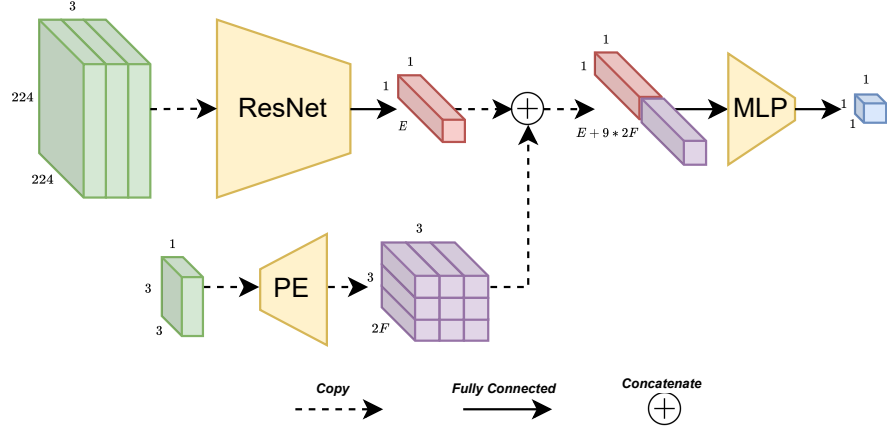 3
224
224
ResNet
1
1
E
1
1
E + 9 * 2F
MLP
1
1
1
1
3
3
PE
3
3
2F
Copy
Fully Connected
Concatenate